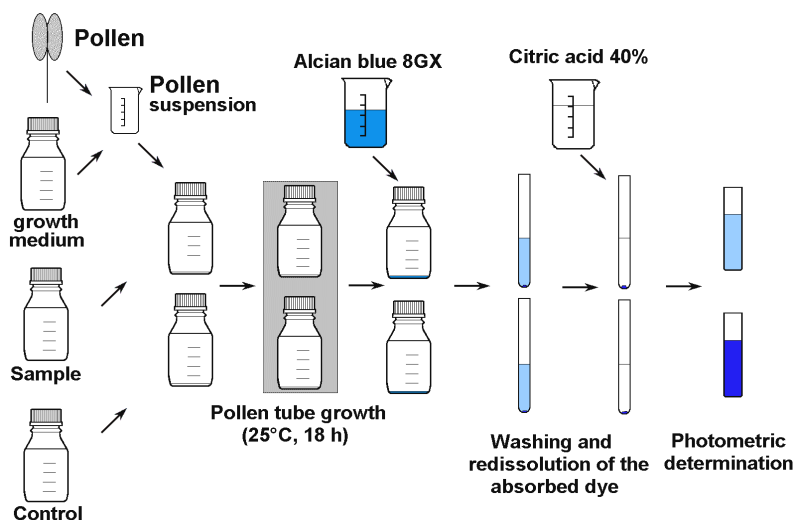 Pollen
Pollen
suspension
growth
medium
Sample
Control
Alcian blue 8GX
Citric acid 40%
Pollen tube growth
(25°C, 18 h)
Washing and
redissolution of the
absorbed dye
Photometric
determination